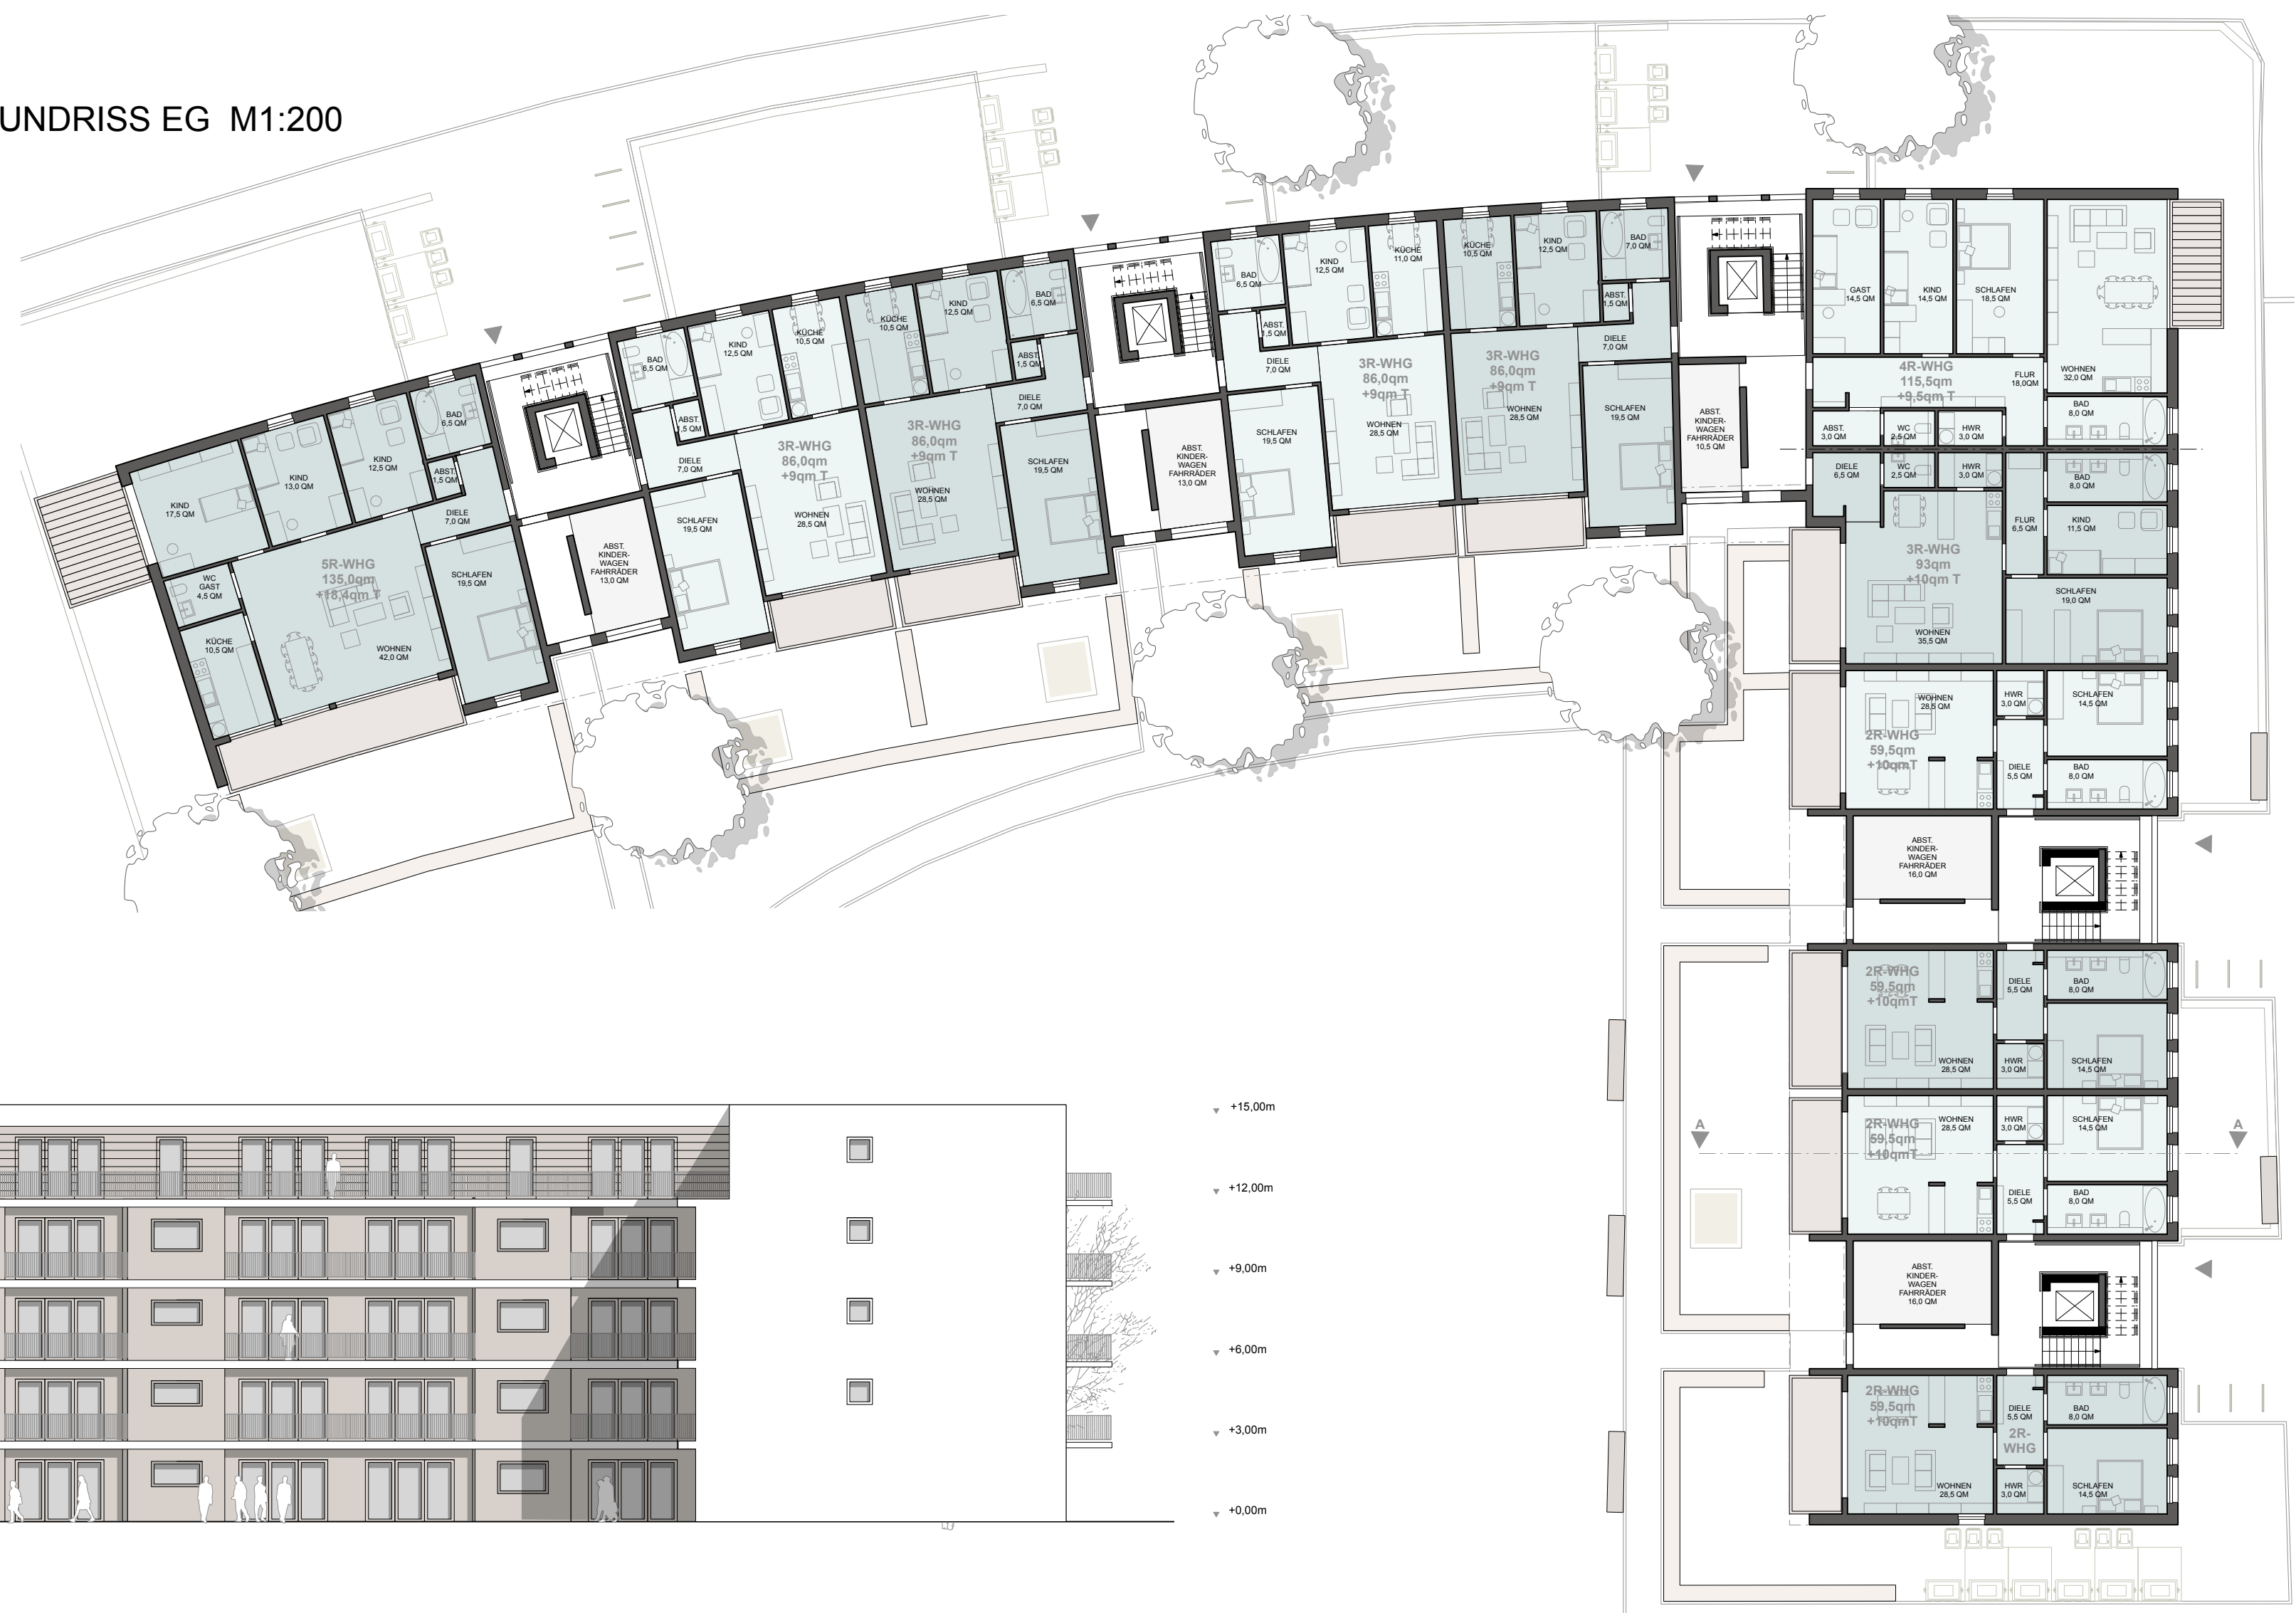 UNDRISS EG  M1:200
KIND
17,5 QM
KIND
13,0 QM
KIND
12,5 QM
BAD
6,5 QM
ABST.
1,5 QM
DIELE
7,0 QM
WC
GAST
4,5 QM
KÜCHE
10,5 QM
5R-WHG
135,0qm
+18,4qm T
WOHNEN
42,0 QM
SCHLAFEN
19,5 QM
ABST.
KINDER-
WAGEN
FAHRRÄDER
13,0 QM
BAD
6,5 QM
KIND
12,5 QM
KÜCHE
10,5 QM
ABST.
1,5 QM
DIELE
7,0 QM
3R-WHG
86,0qm
+9qm T
SCHLAFEN
19,5 QM
WOHNEN
28,5 QM
KÜCHE
10,5 QM
KIND
12,5 QM
BAD
6,5 QM
ABST.
1,5 QM
DIELE
7,0 QM
3R-WHG
86,0qm
+9qm T
WOHNEN
28,5 QM
SCHLAFEN
19,5 QM
ABST.
KINDER-
WAGEN
FAHRRÄDER
13,0 QM
BAD
6,5 QM
KIND
12,5 QM
KÜCHE
11,0 QM
ABST.
1,5 QM
DIELE
7,0 QM
3R-WHG
86,0qm
+9qm T
SCHLAFEN
19,5 QM
WOHNEN
28,5 QM
KÜCHE
10,5 QM
KIND
12,5 QM
BAD
7,0 QM
ABST.
1,5 QM
DIELE
7,0 QM
3R-WHG
86,0qm
+9qm T
WOHNEN
28,5 QM
SCHLAFEN
19,5 QM
ABST.
KINDER-
WAGEN
FAHRRÄDER
10,5 QM
GAST
14,5 QM
KIND
14,5 QM
SCHLAFEN
18,5 QM
4R-WHG
115,5qm
+9,5qm T
FLUR
18,0QM
WOHNEN
32,0 QM
ABST.
3,0 QM
WC
2,5 QM
HWR
3,0 QM
BAD
8,0 QM
DIELE
6,5 QM
WC
2,5 QM
HWR
3,0 QM
BAD
8,0 QM
FLUR
6,5 QM
KIND
11,5 QM
3R-WHG
93qm
+10qm T
SCHLAFEN
19,0 QM
WOHNEN
35,5 QM
WOHNEN
28,5 QM
HWR
3,0 QM
SCHLAFEN
14,5 QM
2R-WHG
59,5qm
+10qmT
DIELE
5,5 QM
BAD
8,0 QM
ABST.
KINDER-
WAGEN
FAHRRÄDER
16,0 QM
2R-WHG
59,5qm
+10qmT
DIELE
5,5 QM
BAD
8,0 QM
WOHNEN
28,5 QM
HWR
3,0 QM
SCHLAFEN
14,5 QM
2R-WHG
59,5qm
+10qmT
WOHNEN
28,5 QM
HWR
3,0 QM
SCHLAFEN
14,5 QM
A
A
DIELE
5,5 QM
BAD
8,0 QM
ABST.
KINDER-
WAGEN
FAHRRÄDER
16,0 QM
2R-WHG
59,5qm
+10qmT
DIELE
5,5 QM
2R-
WHG
BAD
8,0 QM
WOHNEN
28,5 QM
HWR
3,0 QM
SCHLAFEN
14,5 QM
+15,00m
+12,00m
+9,00m
+6,00m
+3,00m
+0,00m